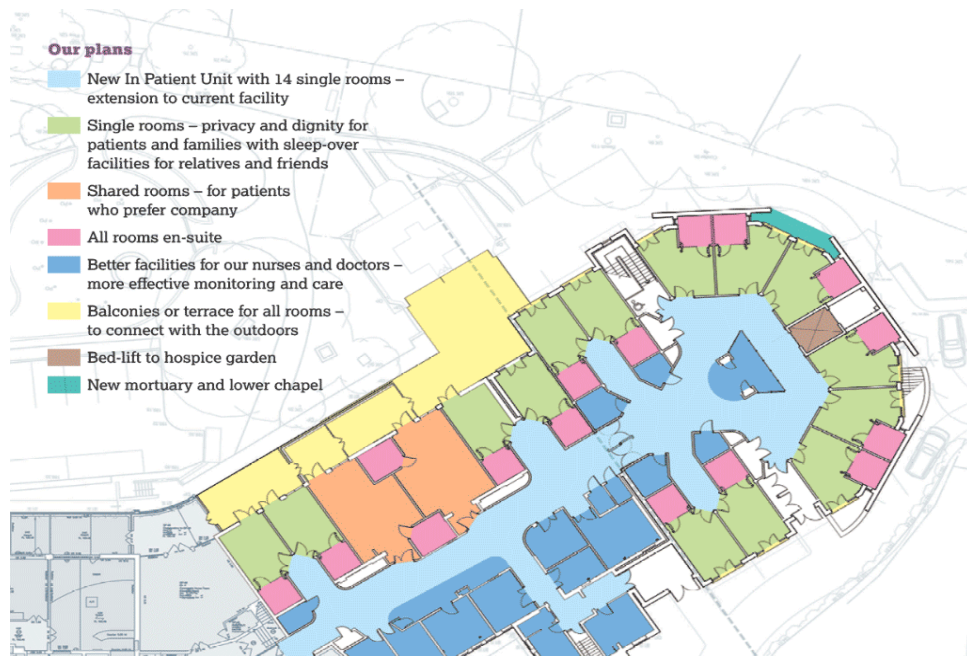 Our plans
New In Patient Unit with 14 single rooms –
extension to current facility
Single rooms – privacy and dignity for
patients and families with sleep-over
facilities for relatives and friends
Shared rooms – for patients
who prefer company
All rooms en-suite
Better facilities for our nurses and doctors –
more effective monitoring and care
Balconies or terrace for all rooms –
to connect with the outdoors
Bed-lift to hospice garden
New mortuary and lower chapel